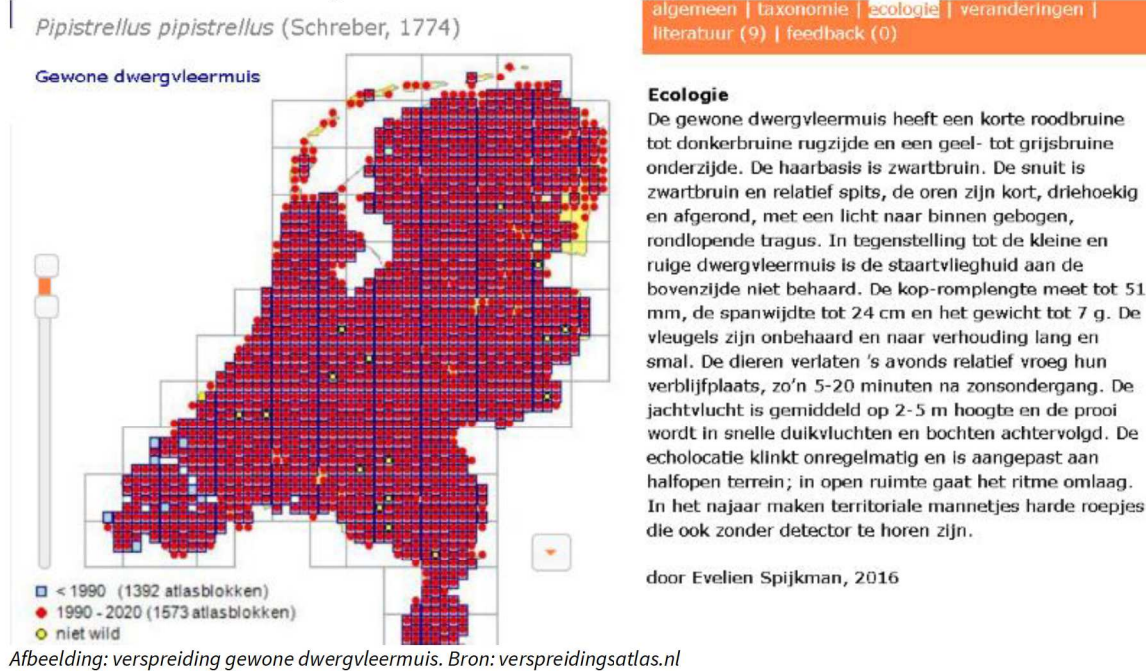 Pipistrellus pipistrellus (Schreber, 1774)
Gewone dwergvleermuis
< 1990 (1392 atlasblokken)
1990 - 2020 (1573 atlasblokken)
niet wild
algemeen | taxonomie | ecologie | veranderingen |
literatuur (9) | feedback (0)
Ecologie
De gewone dwergvleermuis heeft een korte roodbruine
tot donkerbruine rugzijde en een geel- tot grijsbruine
onderzijde. De haarbasis is zwartbruin. De snuit is
zwartbruin en relatief spits, de oren zijn kort, driehoekig
en afgerond, met een licht naar binnen gebogen,
rondlopende tragus. In tegenstelling tot de kleine en
ruige dwergvleermuis is de staartvlieghuid aan de
bovenzijde niet behaard. De kop-romplengte meet tot 51
mm, de spanwijdte tot 24 cm en het gewicht tot 7 g. De
vleugels zijn onbehaard en naar verhouding lang en
smal. De dieren verlaten 's avonds relatief vroeg hun
verblijfplaats, zo'n 5-20 minuten na zonsondergang. De
jachtvlucht is gemiddeld op 2-5 m hoogte en de prooi
wordt in snelle duikvluchten en bochten achtervolgd. De
echolocatie klinkt onregelmatig en is aangepast aan
halfopen terrein; in open ruimte gaat het ritme omlaag.
In het najaar maken territoriale mannetjes harde roepjes
die ook zonder detector te horen zijn.
door Evelien Spijkman, 2016
Afbeelding: verspreiding gewone dwergvleermuis. Bron: verspreidingsatlas.nl